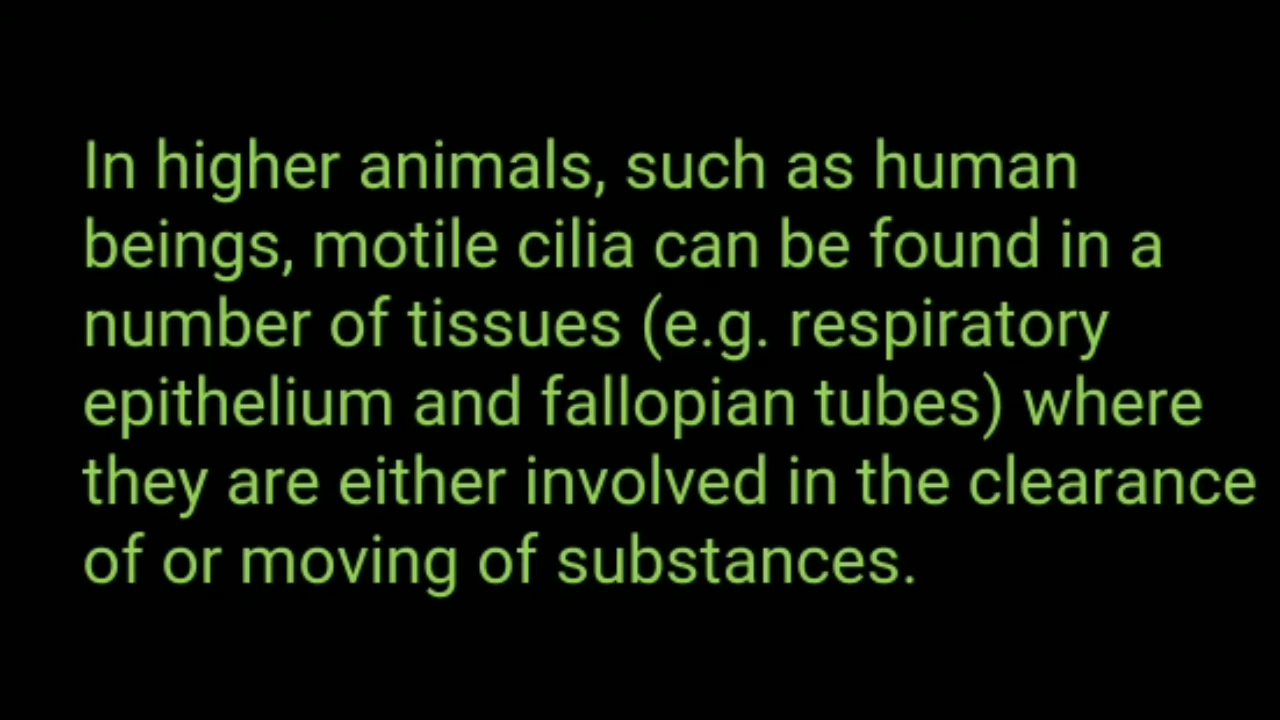 In higher animals, such as human
beings, motile cilia can be found in a
number of tissues (e.g. respiratory
epithelium and fallopian tubes) where
they are either involved in the clearance
of or moving of substances.